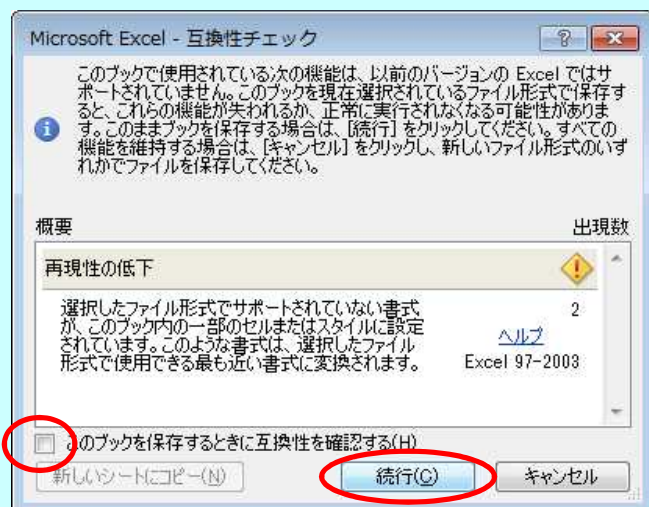 Microsoft Excel - 互換性チェック
このブックで使用されている次の機能は、以前のバージョンの Excel ではサ
ポートされていません。このブックを現在選択されているファイル形式で保存す
ると、これらの機能が失われるか、正常に実行されなくなる可能性がありま
す。このままブックを保存する場合は、[続行] をクリックしてください。すべての
機能を維持する場合は、[キャンセル] をクリックし、新しいファイル形式のいず
れかでファイルを保存してください。
概要 出現数
再現性の低下
選択したファイル形式でサポートされていない書式 2
が、このブック内の一部のセルまたはスタイルに設定 ヘルプ
されています。このような書式は、選択したファイル Excel 97-2003
形式で使用できる最も近い書式に変換されます。
このブックを保存するときに互換性を確認する(H)
新しいシートにコピー(N) 続行(C) キャンセル